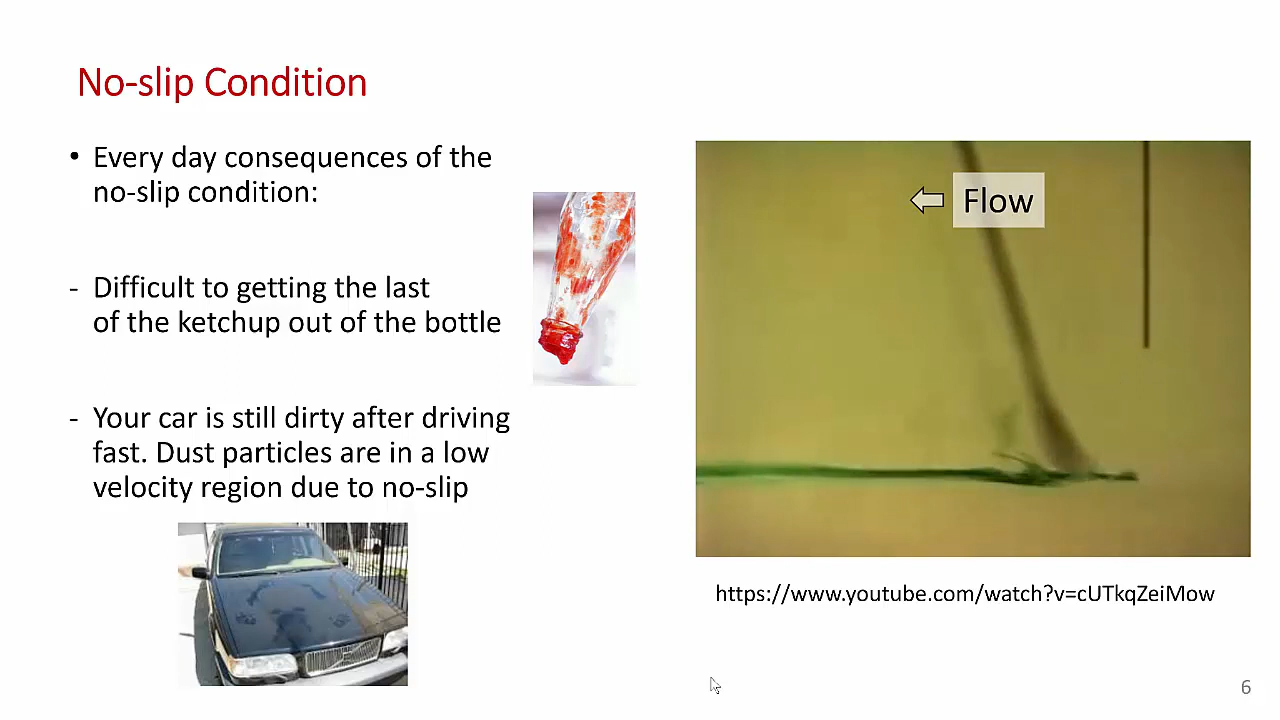 No-slip Condition
• Every day consequences of the
no-slip condition:
- Difficult to getting the last
of the ketchup out of the bottle
- Your car is still dirty after driving
fast. Dust particles are in a low
velocity region due to no-slip
Flow
https://www.youtube.com/watch?v=cUTkqZeiMow
6